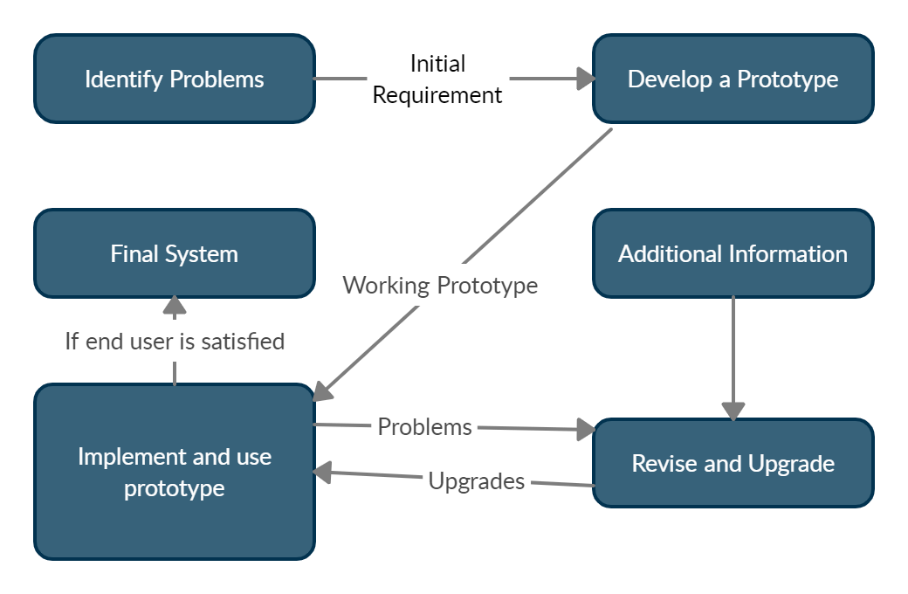 Identify Problems
Initial
Requirement
Develop a Prototype
Final System
Additional Information
Working Prototype
If end user is satisfied
Problems
Implement and use
prototype
Revise and Upgrade
Upgrades